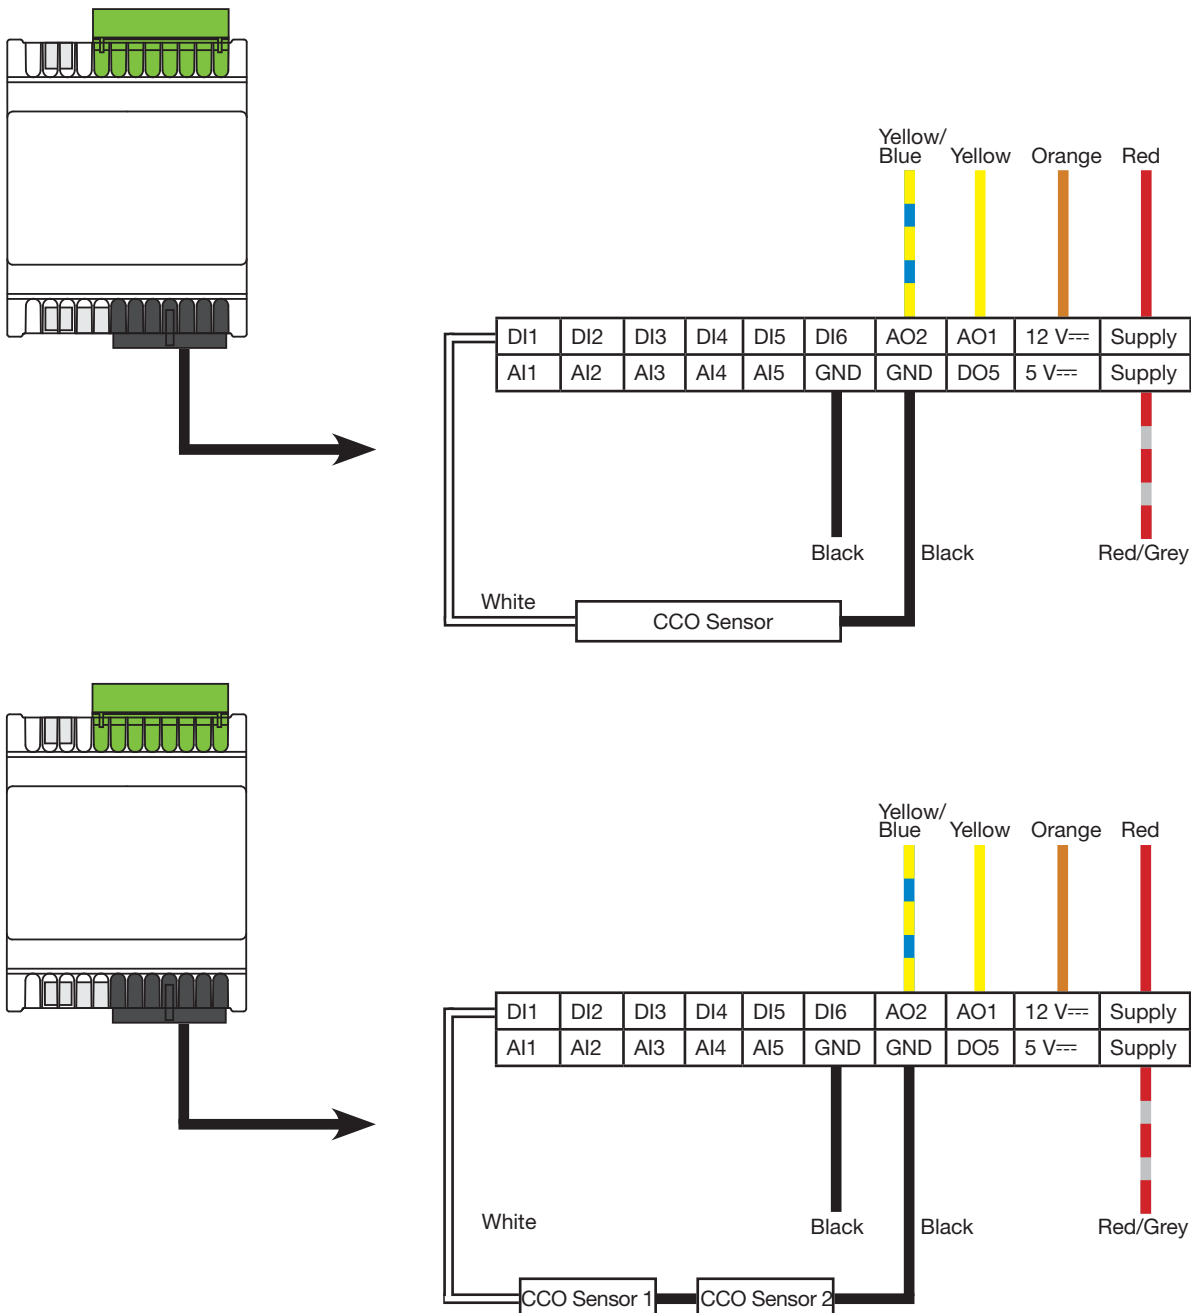 Yellow/
Blue Yellow Orange Red
DI1 DI2 DI3 DI4 DI5 DI6 AO2 AO1 12 V⎓ Supply
AI1 AI2 AI3 AI4 AI5 GND GND DO5 5 V⎓ Supply
Black Black Red/Grey
White
CCO Sensor
Yellow/
Blue Yellow Orange Red
DI1 DI2 DI3 DI4 DI5 DI6 AO2 AO1 12 V⎓ Supply
AI1 AI2 AI3 AI4 AI5 GND GND DO5 5 V⎓ Supply
White Black Black Red/Grey
CCO Sensor 1 CCO Sensor 2